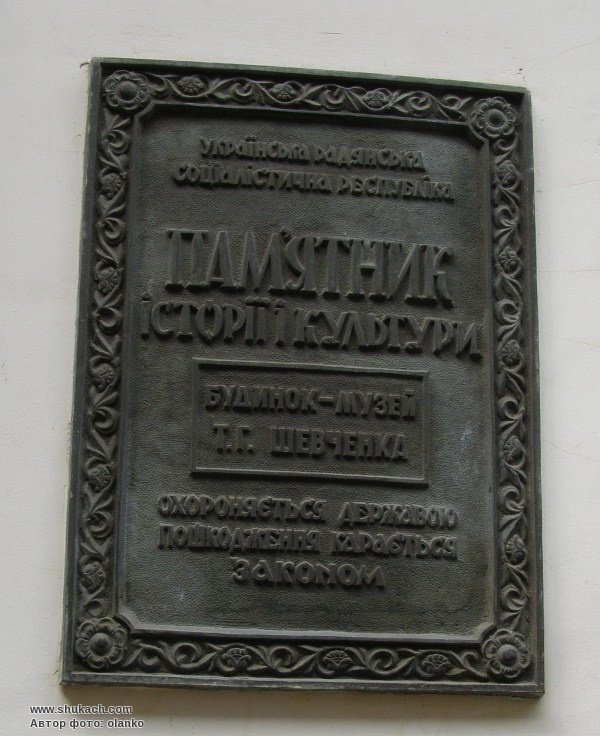 Українська Радянська
Соціалістична Республіка
ПАМ'ЯТНИК
ІСТОРІЇ І КУЛЬТУРИ
БУДИНОК-МУЗЕЙ
Т.Г. ШЕВЧЕНКА
ОХОРОНЯЄТЬСЯ ДЕРЖАВОЮ
ПОШКОДЖЕННЯ КАРАЄТЬСЯ
ЗАКОНОМ
www.shukach.com
Автор фото: olanko